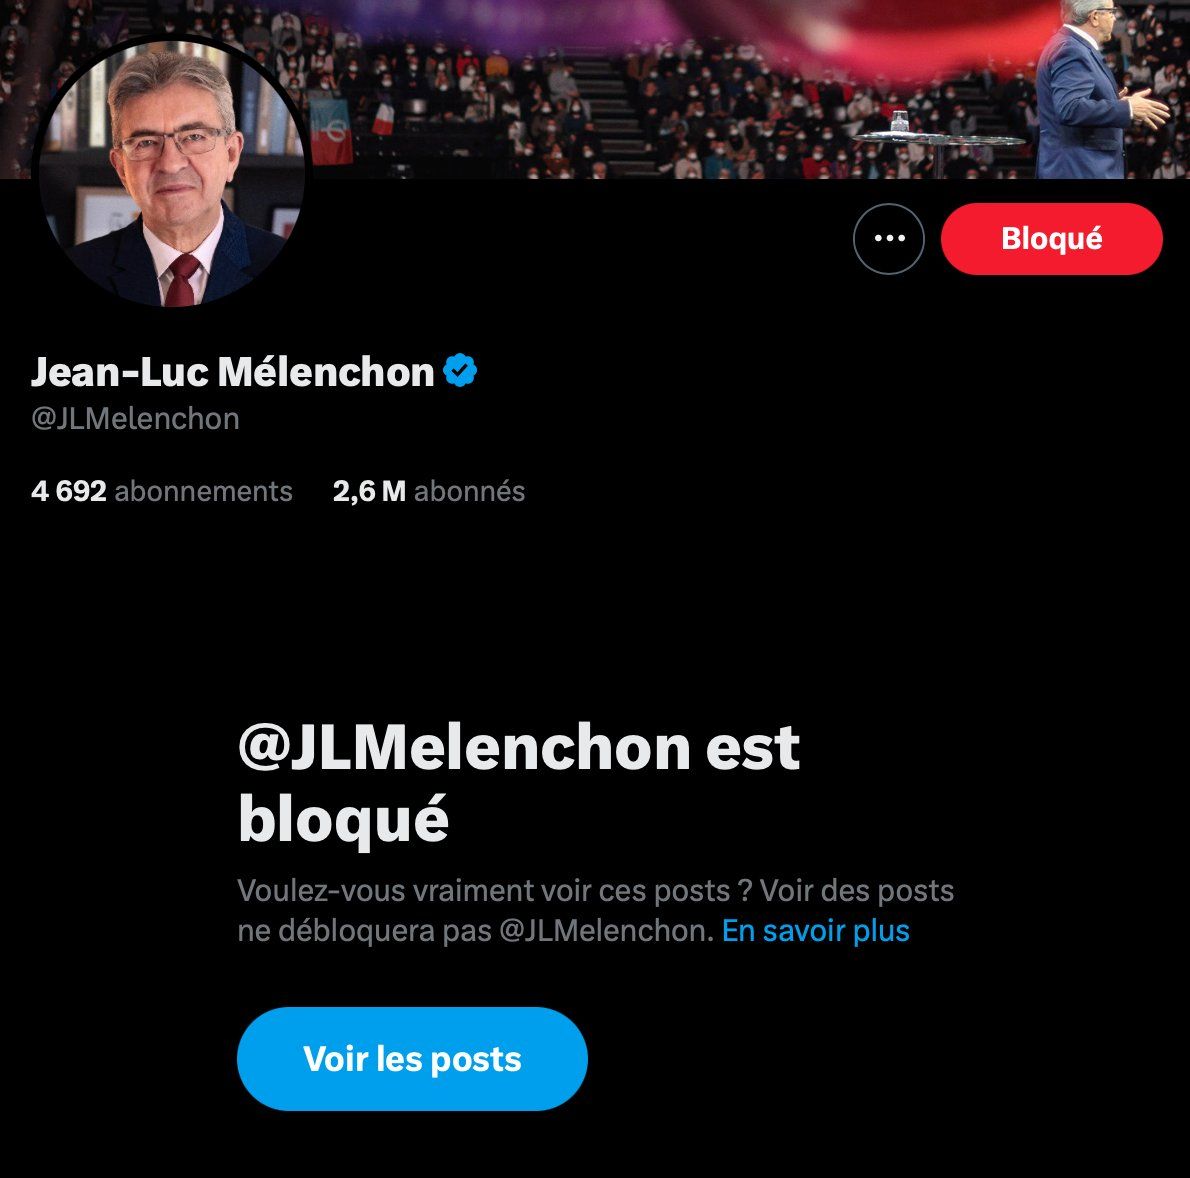 Bloqué
Jean-Luc Mélenchon
@JLMelenchon
4 692 abonnements 2,6 M abonnés
@JLMelenchon est
bloqué
Voulez-vous vraiment voir ces posts ? Voir des posts
ne débloquera pas @JLMelenchon. En savoir plus
Voir les posts